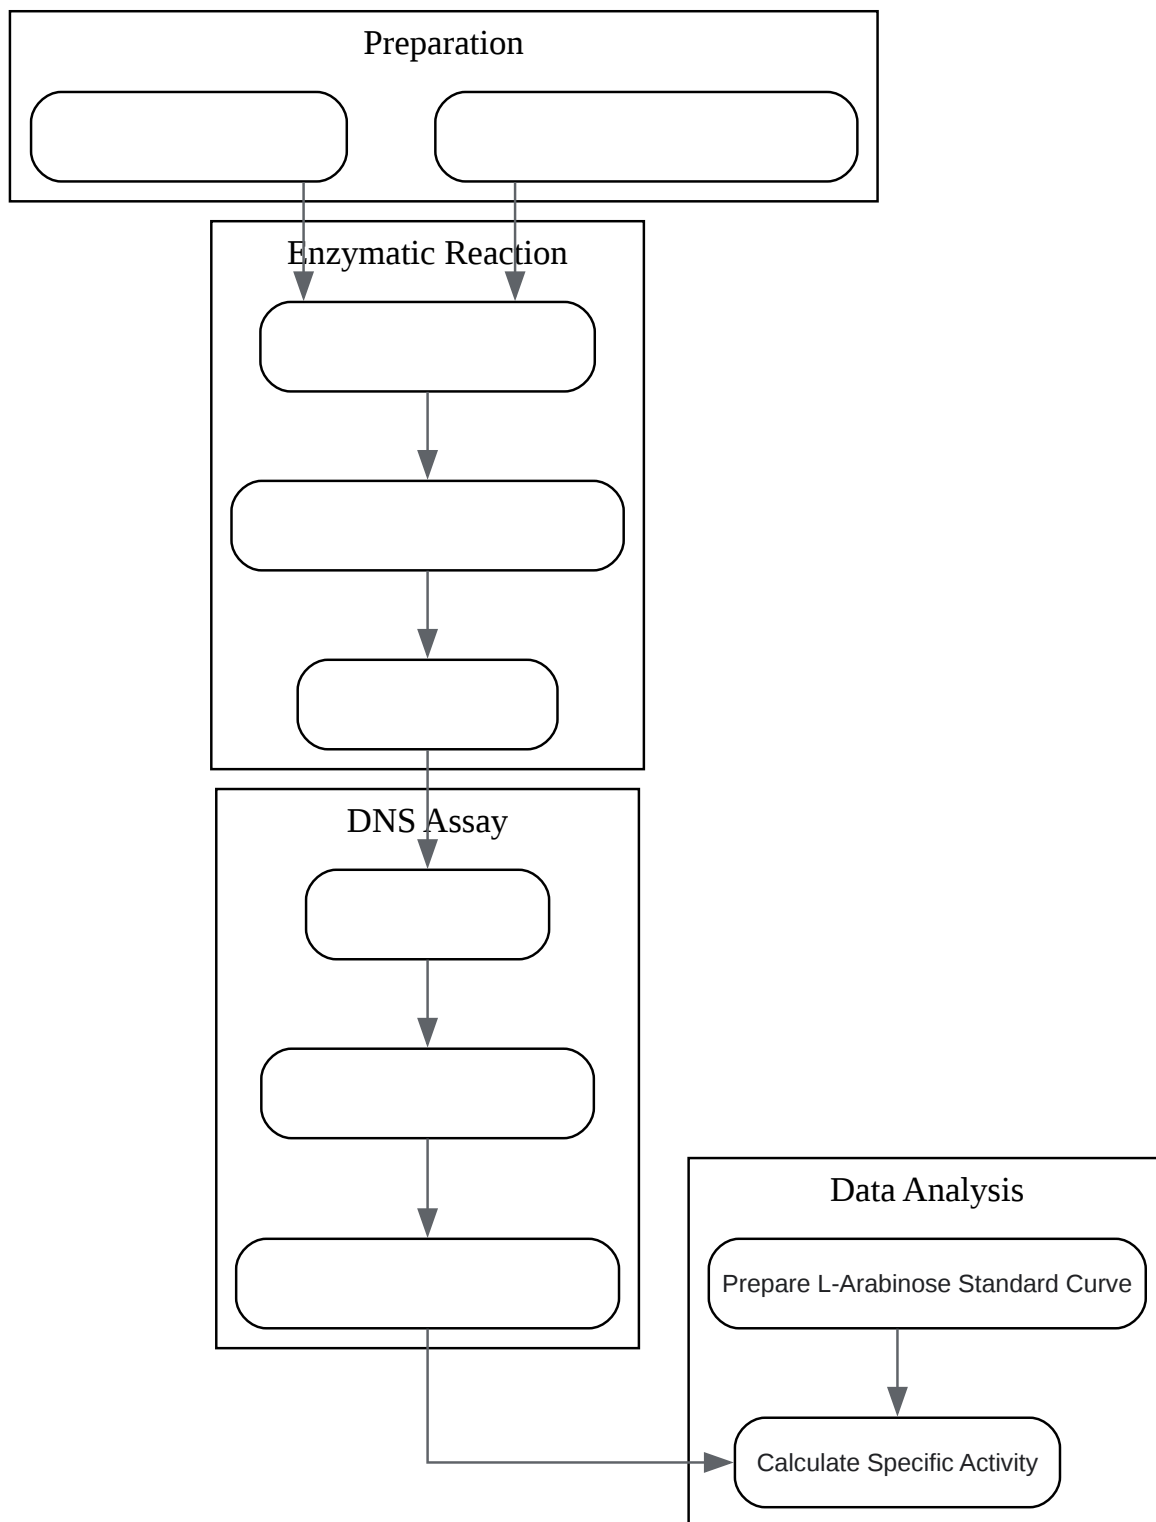 Preparation
Enzymatic Reaction
DNS Assay
Data Analysis
Prepare L-Arabinose Standard Curve
Calculate Specific Activity